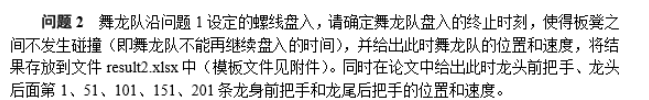 问题 2 舞龙队沿问题 1 设定的螺线盘入，请确定舞龙队盘入的终止时刻，使得板凳之
间不发生碰撞（即舞龙队不能再继续盘入的时间），并给出此时舞龙队的位置和速度，将结
果存放到文件 result2.xlsx 中（模板文件见附件）。同时在论文中给出此时龙头前把手、龙头
后面第 1、51、101、151、201 条龙身前把手和龙尾后把手的位置和速度。